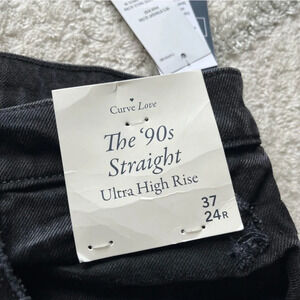 Curve Love
The ‘90s
Straight
Ultra High Rise
37
24R